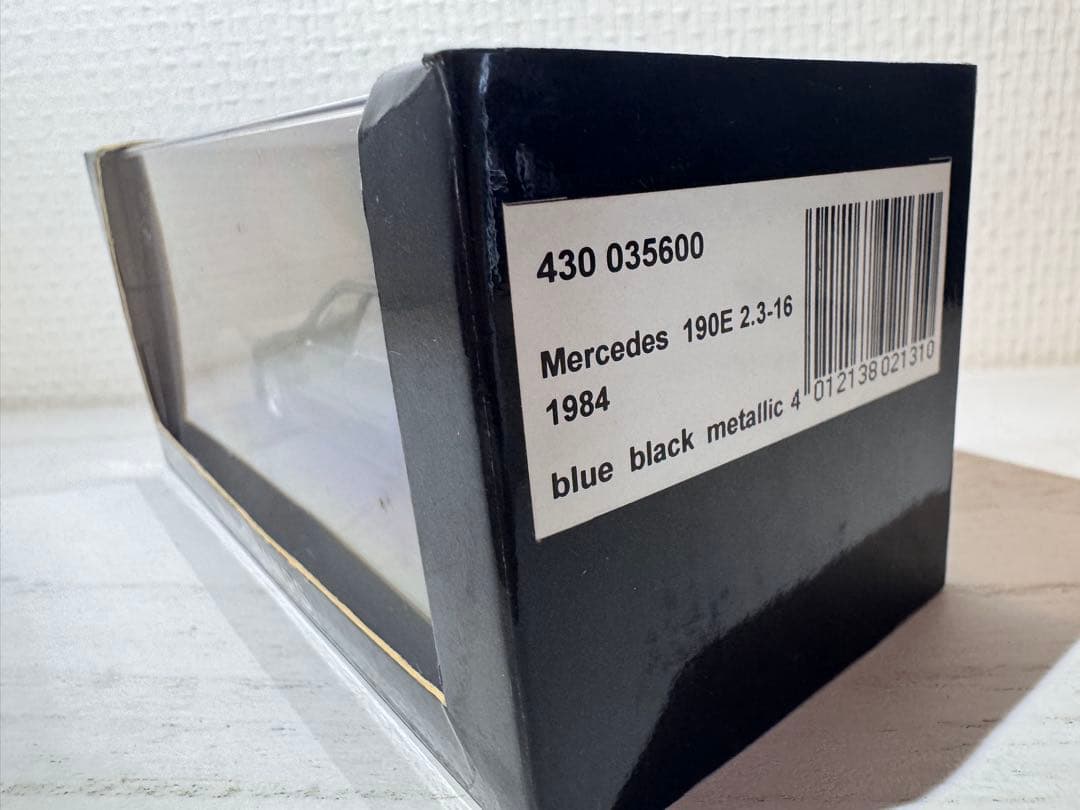 430 035600
Mercedes 190E 2.3-16
1984
blue black metallic
4 012138 021310